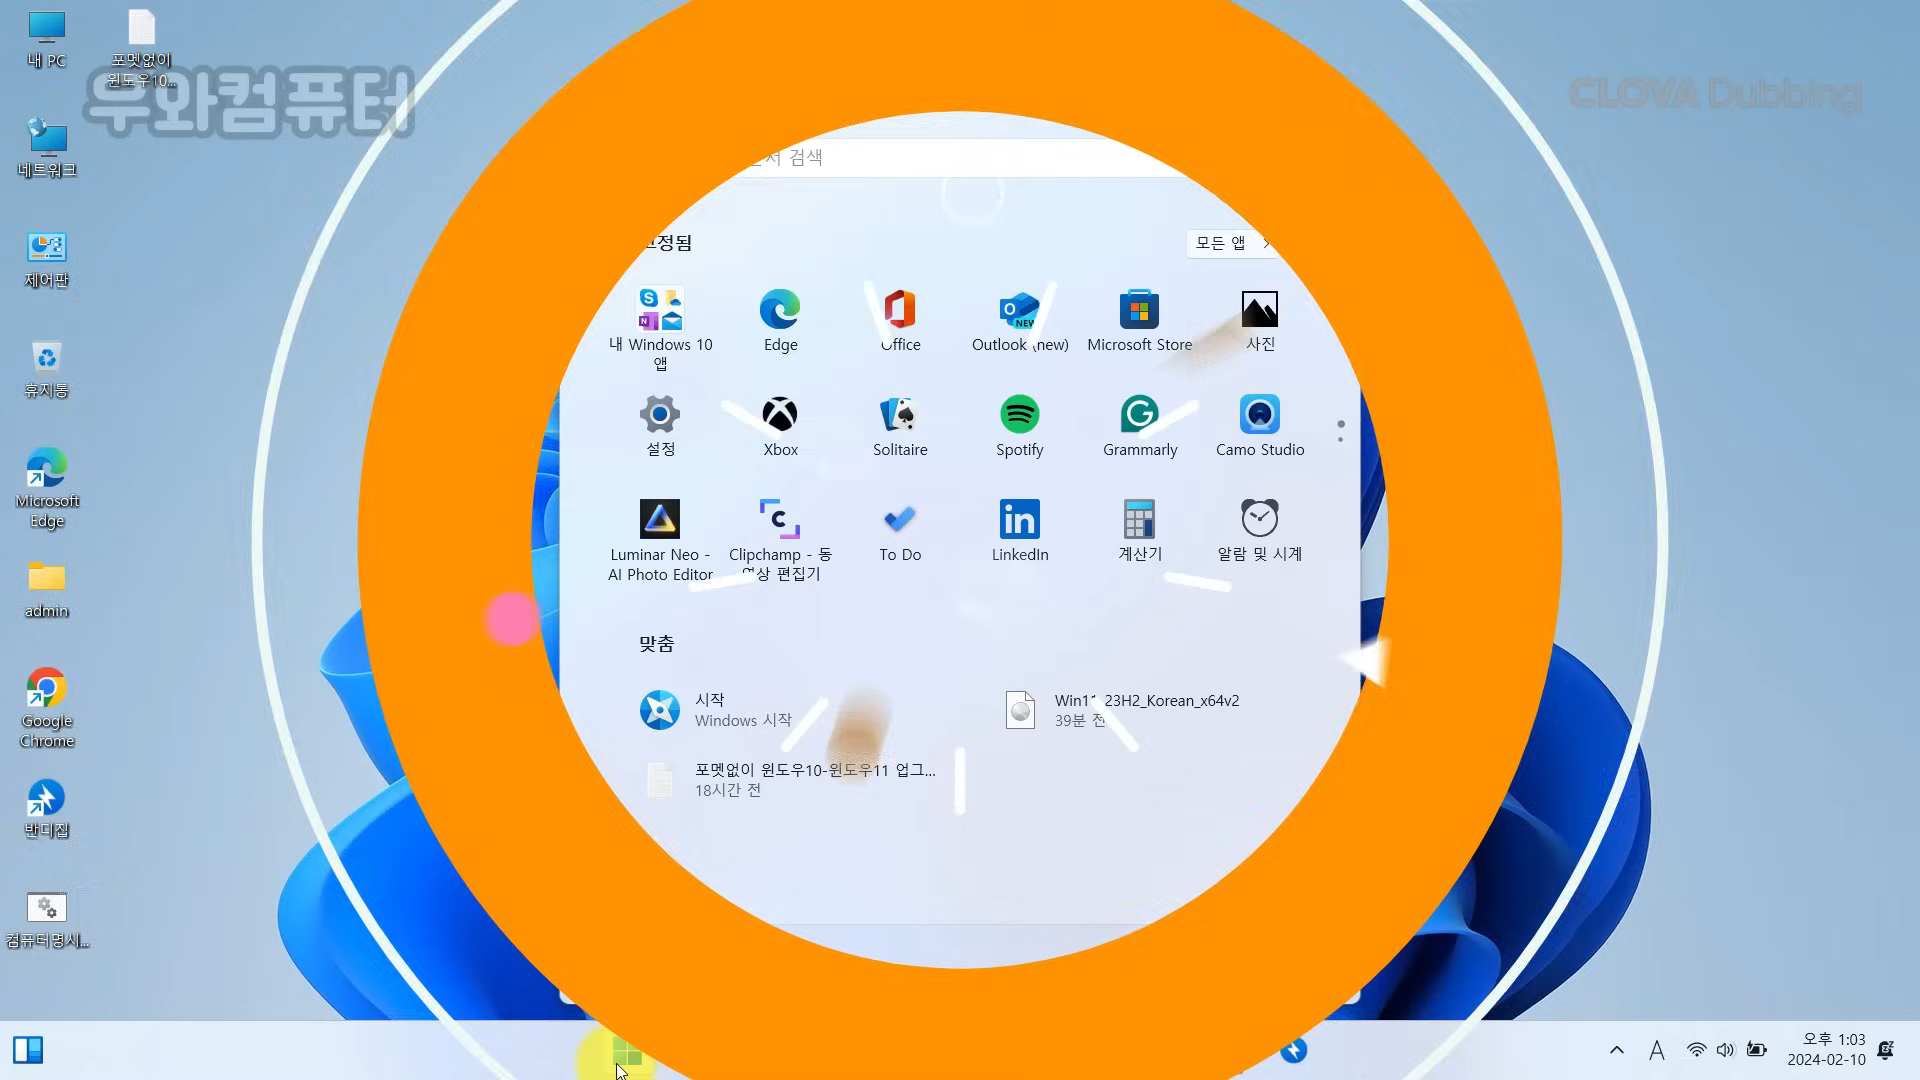 내 PC
포멧없이
윈도우10...
우와컴퓨터
CLOVA Dubbing
네트워크
제어판
휴지통
Microsoft
Edge
admin
Google
Chrome
반디집
컴퓨터명시...
검색
모든 앱
내 Windows 10
앱
Edge
Office
Outlook (new)
Microsoft Store
사진
설정
Xbox
Solitaire
Spotify
Grammarly
Camo Studio
Luminar Neo -
AI Photo Editor
Clipchamp - 동
영상 편집기
To Do
LinkedIn
계산기
알람 및 시계
맞춤
시작
Windows 시작
Win11_23H2_Korean_x64v2
39분 전
포멧없이 윈도우10-윈도우11 업그...
18시간 전
A
오후 1:03
2024-02-10